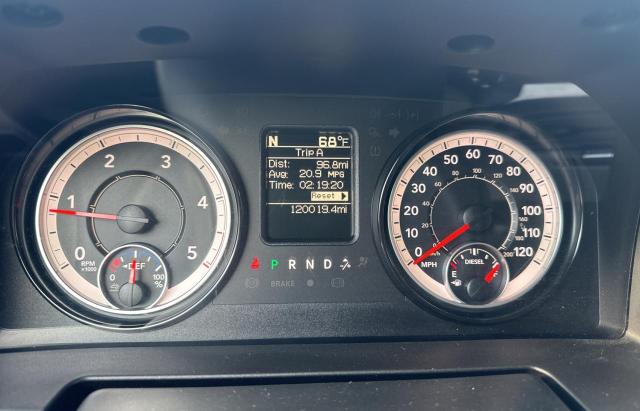 N 68°F
Trip A
Dist: 96.8mi
Avg: 20.9 MPG
Time: 02:19:20
Reset
120019.4mi
0 1 2 3 4 5
RPM x1000
0 DEF 100 %
P R N D
BRAKE
0 10 20 30 40 50 60 70 80 90 100 110 120
MPH
140
200
E DIESEL F